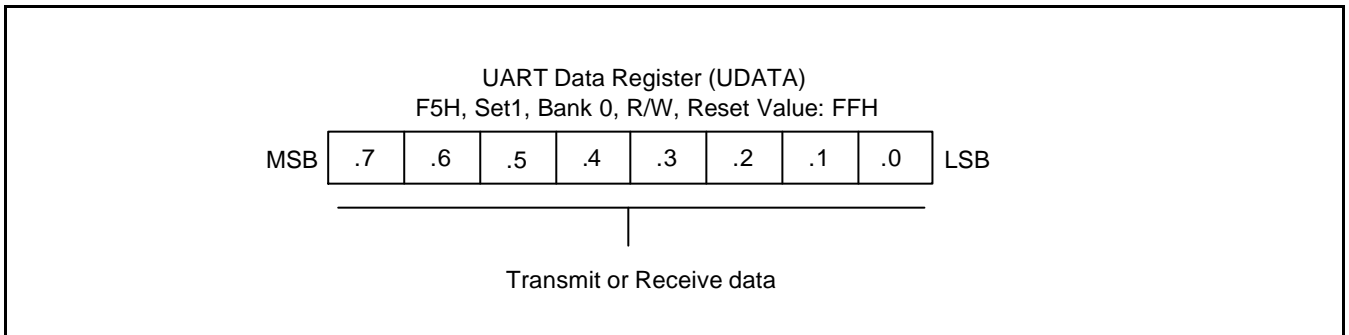 UART Data Register (UDATA)
F5H, Set1, Bank 0, R/W, Reset Value: FFH
MSB .7 .6 .5 .4 .3 .2 .1 .0 LSB
Transmit or Receive data